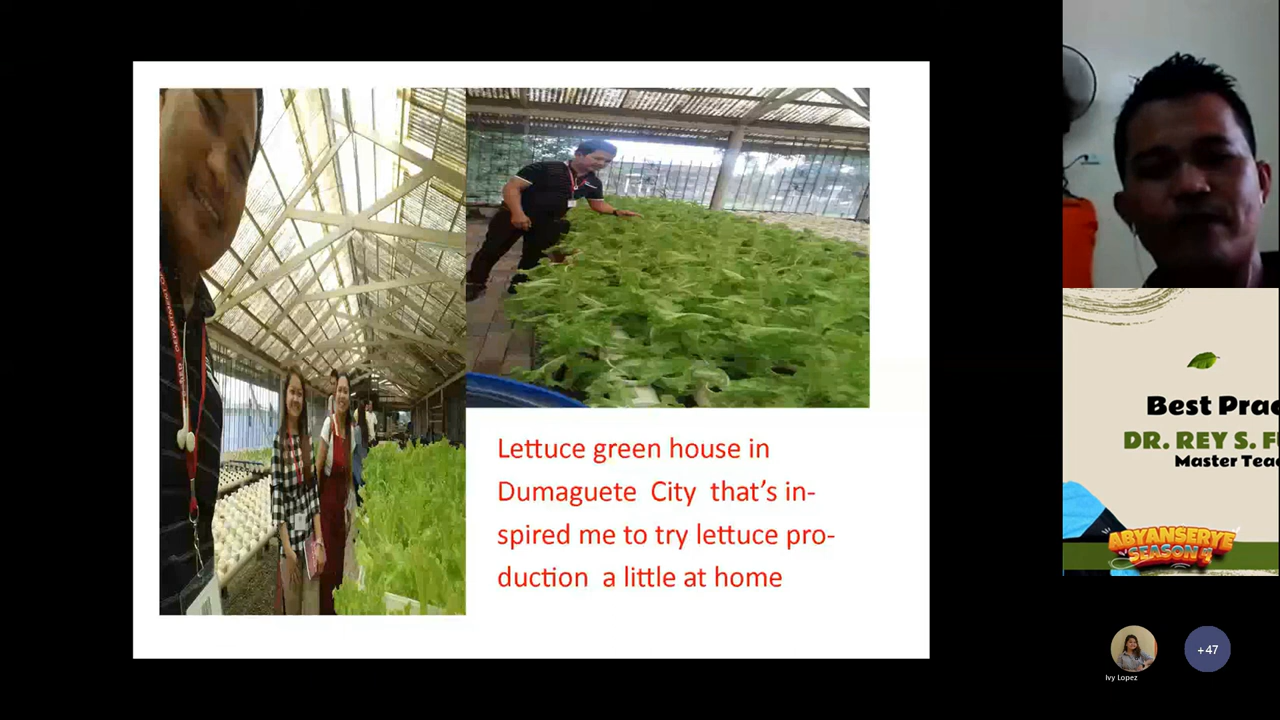 Lettuce green house in
Dumaguete City that's in-
spired me to try lettuce pro-
duction a little at home
Best Prac
DR. REY S. F
Master Tea
ABYANSERYE
SEASON
Ivy Lopez
+47